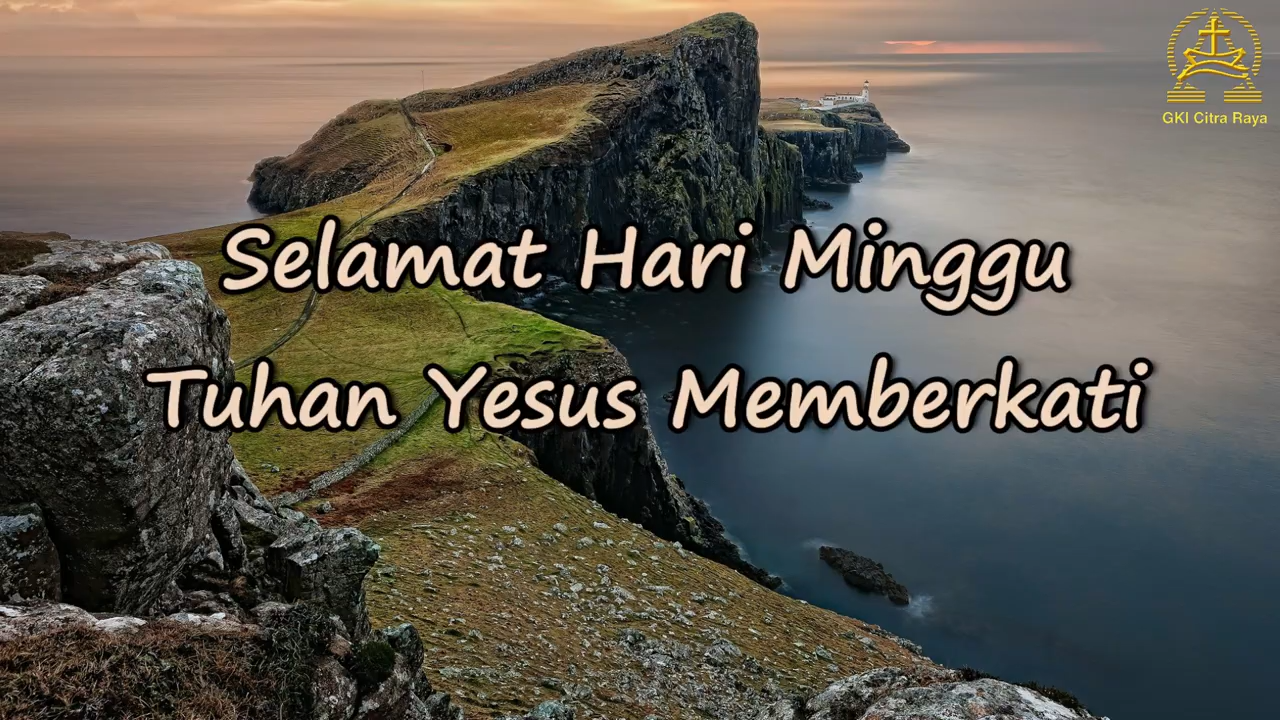 GKI Citra Raya
Selamat Hari Minggu
Tuhan Yesus Memberkati